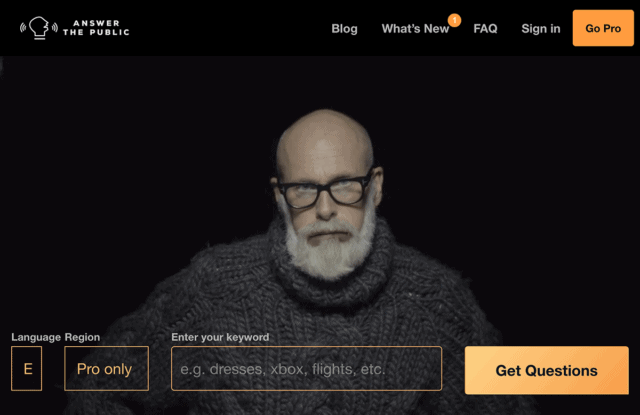 ANSWER
THE PUBLIC
Blog What's New 1 FAQ Sign in Go Pro
Language Region Enter your keyword
E Pro only e.g. dresses, xbox, flights, etc. Get Questions